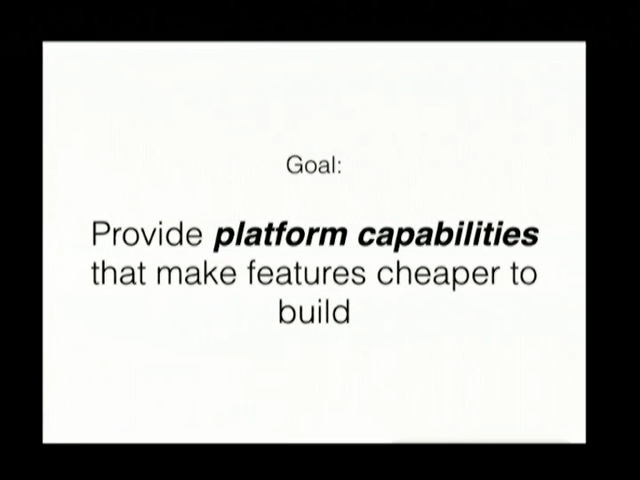 Goal:
Provide platform capabilities
that make features cheaper to
build